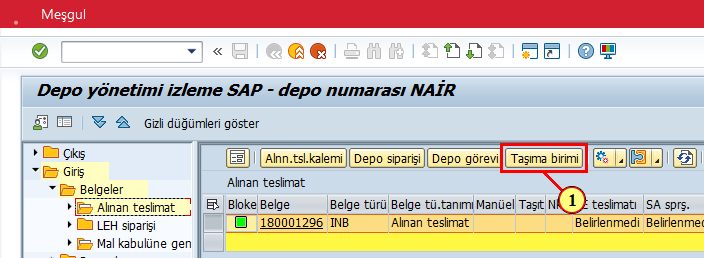 Meşgul
Depo yönetimi izleme SAP - depo numarası NAİR
Gizli düğümleri göster
Çıkış
Giriş
Belgeler
Alınan teslimat
LEH siparişi
Mal kabulüne gen
Alnn.tsl.kalemi Depo siparişi Depo görevi Taşıma birimi
1
Alınan teslimat
Bloke Belge Belge türü Belge tü.tanımı Manüel Taşıt teslimatı SA sprş.
180001296 INB Alınan teslimat Belirlenmedi Belirlenmed